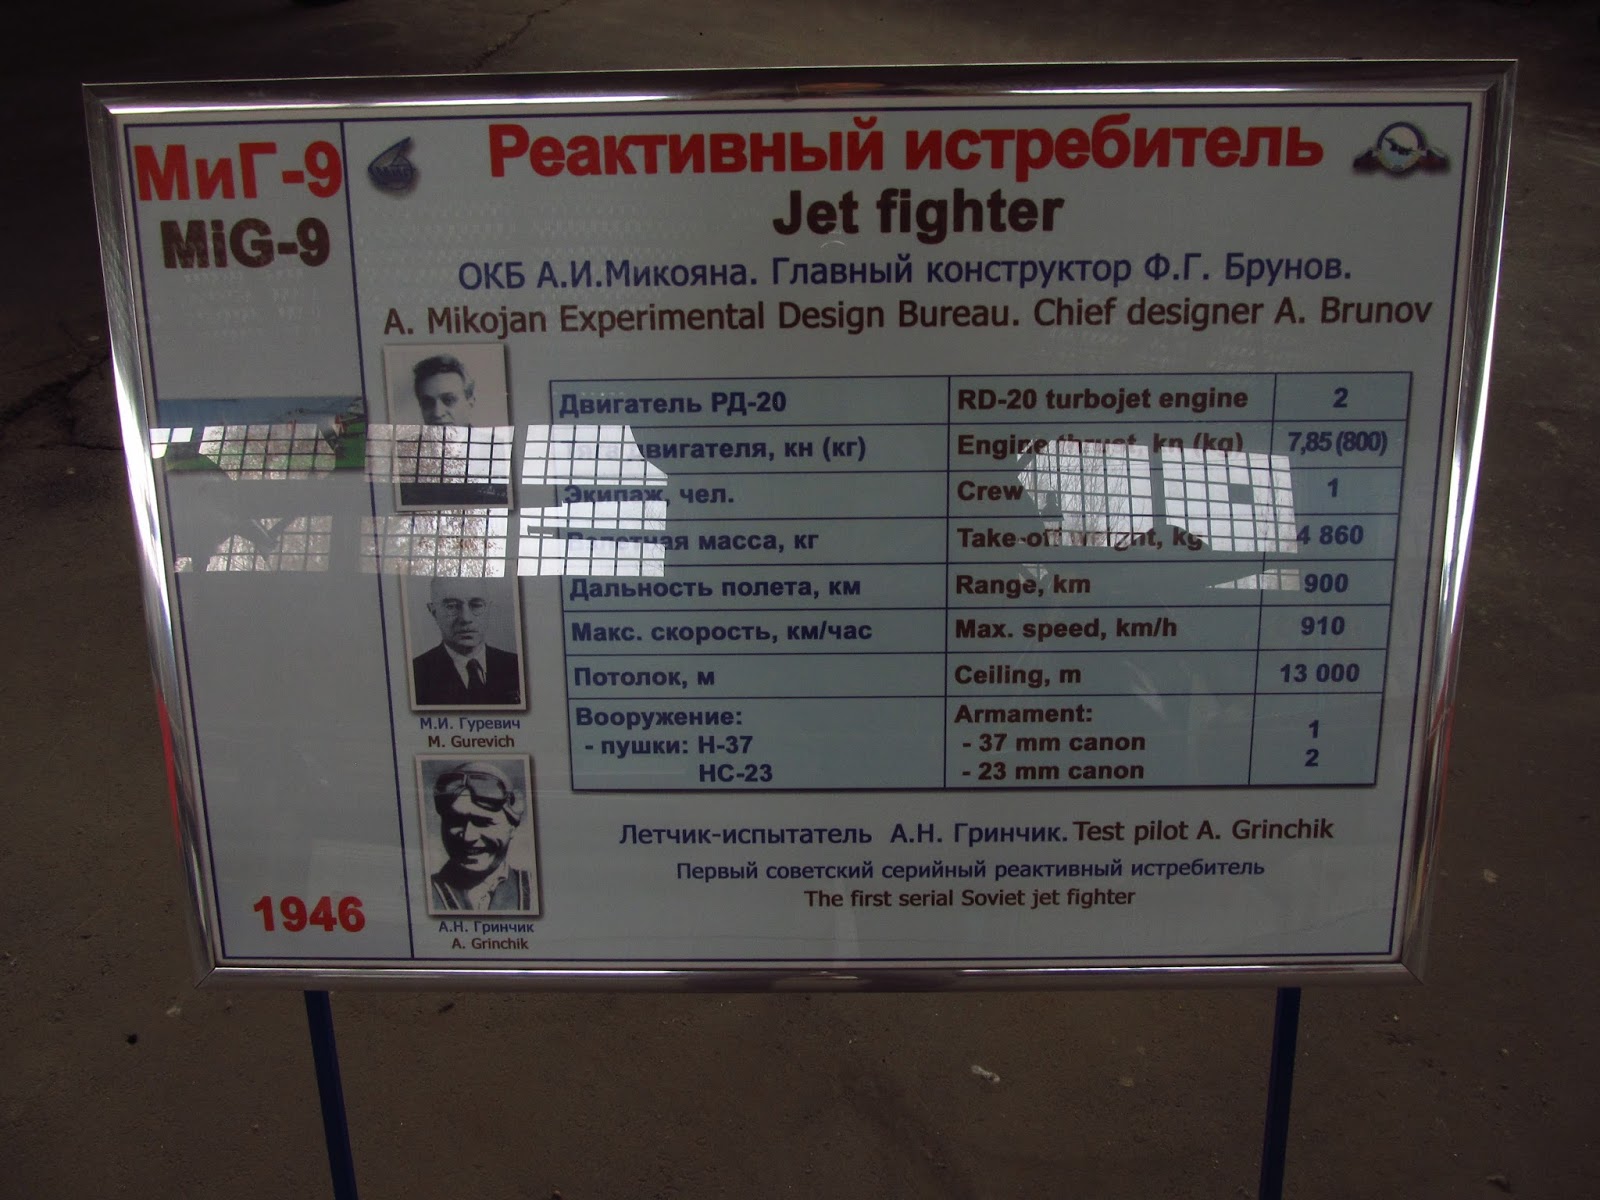 МиГ-9
MiG-9
1946
Реактивный истребитель
Jet fighter
ОКБ А.И.Микояна. Главный конструктор Ф.Г. Брунов.
A. Mikojan Experimental Design Bureau. Chief designer A. Brunov
М.И. Гуревич
M. Gurevich
А.Н. Гринчик
A. Grinchik
Двигатель РД-20 RD-20 turbojet engine 2
двигателя, кн (кг) Engine thrust, kn (kg) 7,85 (800)
Экипаж, чел. Crew 1
масса, кг Take-off weight, kg 4 860
Дальность полета, км Range, km 900
Макс. скорость, км/час Max. speed, km/h 910
Потолок, м Ceiling, m 13 000
Вооружение: Armament:
- пушки: Н-37 - 37 mm canon 1
НС-23 - 23 mm canon 2
Летчик-испытатель А.Н. Гринчик. Test pilot A. Grinchik
Первый советский серийный реактивный истребитель
The first serial Soviet jet fighter